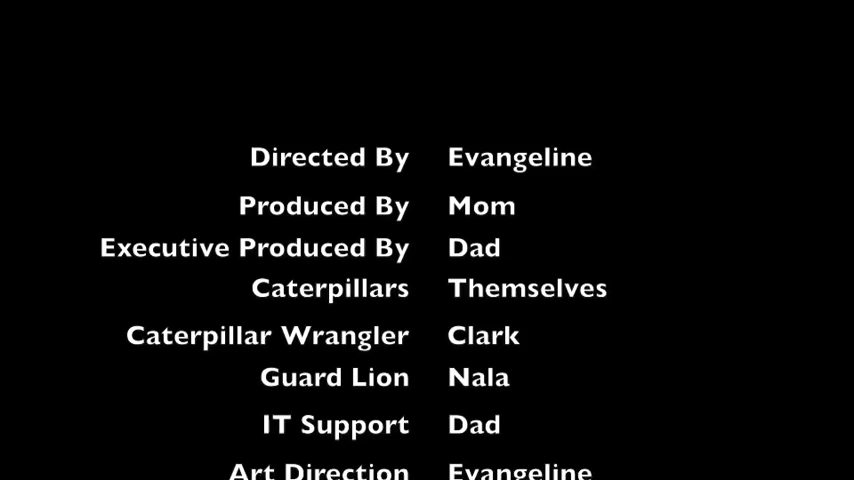 Directed By Evangeline
Produced By Mom
Executive Produced By Dad
Caterpillars Themselves
Caterpillar Wrangler Clark
Guard Lion Nala
IT Support Dad
Art Direction Evangeline